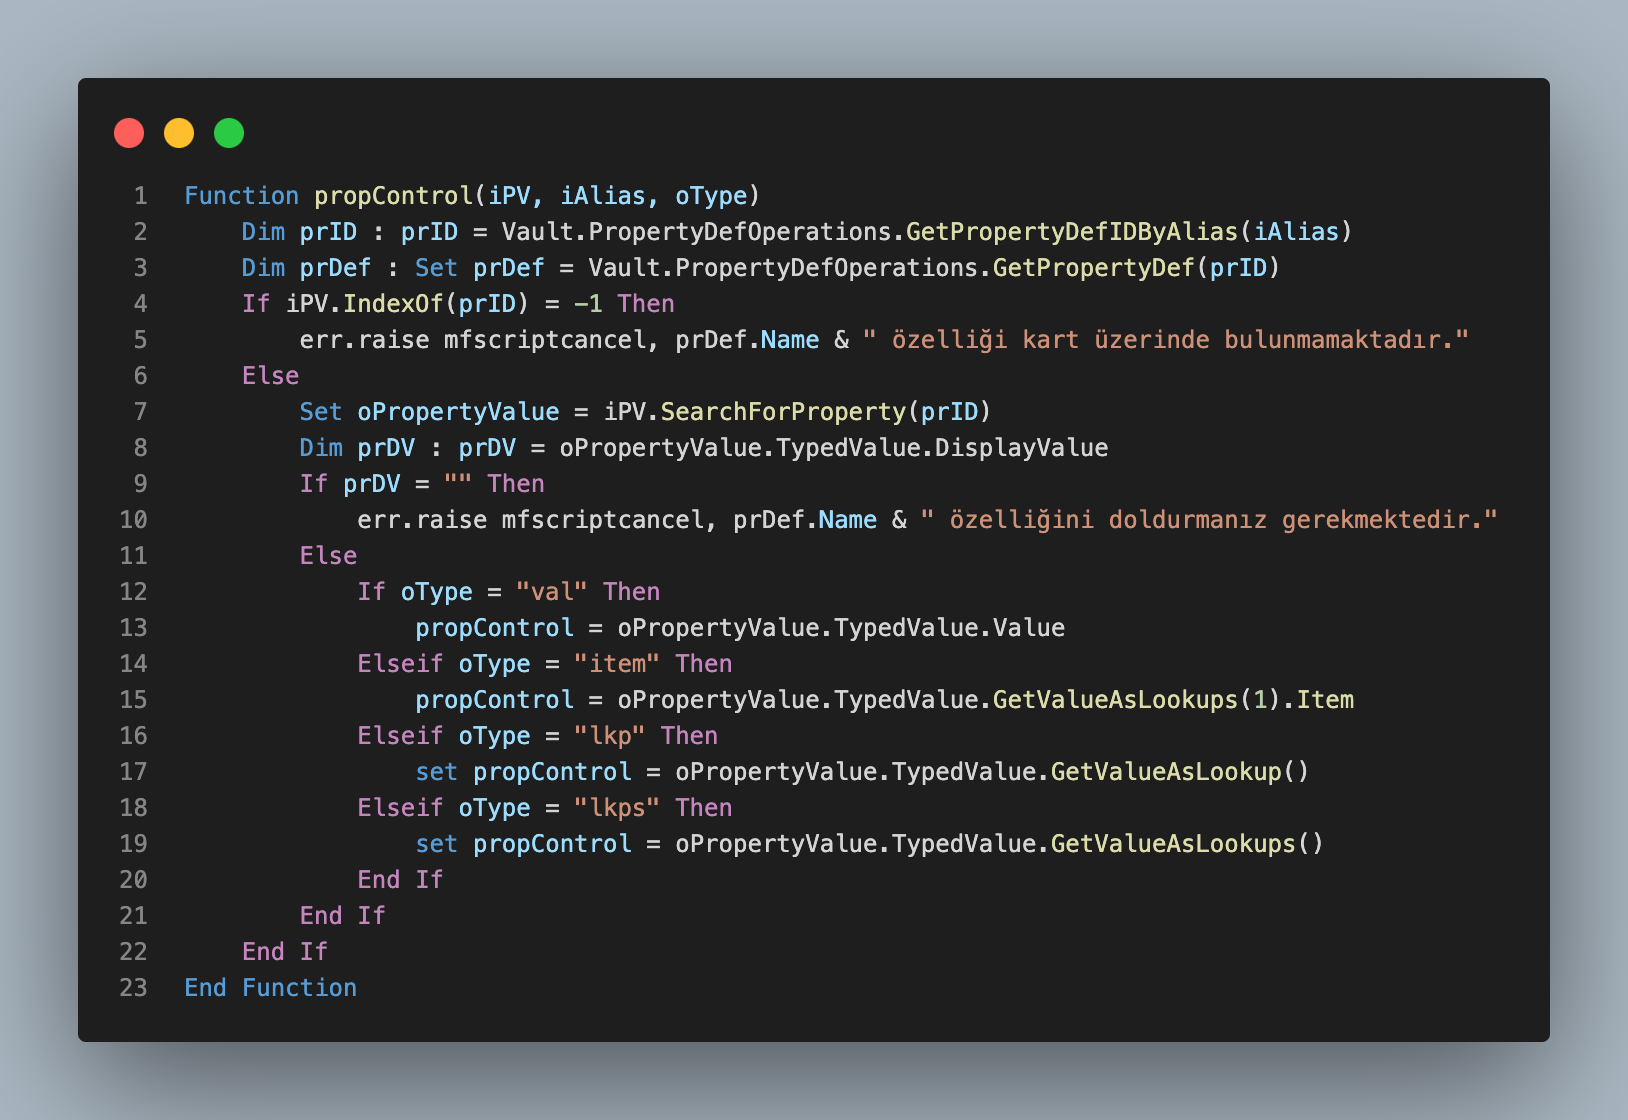 1 Function propControl(iPV, iAlias, oType)
2     Dim prID : prID = Vault.PropertyDefOperations.GetPropertyDefIDByAlias(iAlias)
3     Dim prDef : Set prDef = Vault.PropertyDefOperations.GetPropertyDef(prID)
4     If iPV.IndexOf(prID) = -1 Then
5         err.raise mfscriptcancel, prDef.Name & " özelliği kart üzerinde bulunmamaktadır."
6     Else
7         Set oPropertyValue = iPV.SearchForProperty(prID)
8         Dim prDV : prDV = oPropertyValue.TypedValue.DisplayValue
9         If prDV = "" Then
10             err.raise mfscriptcancel, prDef.Name & " özelliğini doldurmanız gerekmektedir."
11         Else
12             If oType = "val" Then
13                 propControl = oPropertyValue.TypedValue.Value
14             Elseif oType = "item" Then
15                 propControl = oPropertyValue.TypedValue.GetValueAsLookups(1).Item
16             Elseif oType = "lkp" Then
17                 set propControl = oPropertyValue.TypedValue.GetValueAsLookup()
18             Elseif oType = "lkps" Then
19                 set propControl = oPropertyValue.TypedValue.GetValueAsLookups()
20             End If
21         End If
22     End If
23 End Function